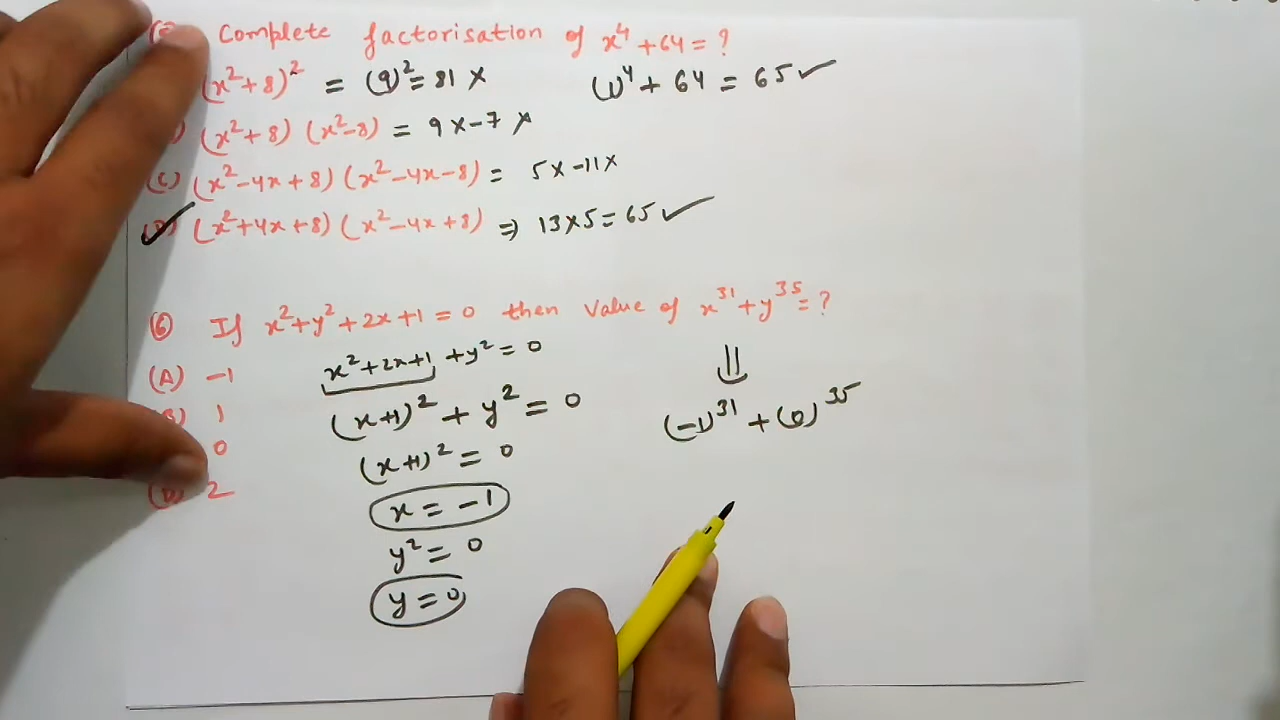 Complete factorisation of x⁴ + 64 = ?
(x² + 8)² = (9)² = 81 × (1)⁴ + 64 = 65 ✓
(x² + 8) (x² - 8) = 9 x - 7 ×
(C) (x² - 4x + 8) (x² - 4x - 8) = 5 x - 11 ×
(D) (x² + 4x + 8) (x² - 4x + 8) ⇒ 13 × 5 = 65 ✓
⑥ If x² + y² + 2x + 1 = 0 then value of x³¹ + y³⁵ = ?
(A) -1
1
0
(D) 2
x² + 2x + 1 + y² = 0
(x+1)² + y² = 0
(x+1)² = 0
x = -1
y² = 0
y = 0
(-1)³¹ + (0)³⁵